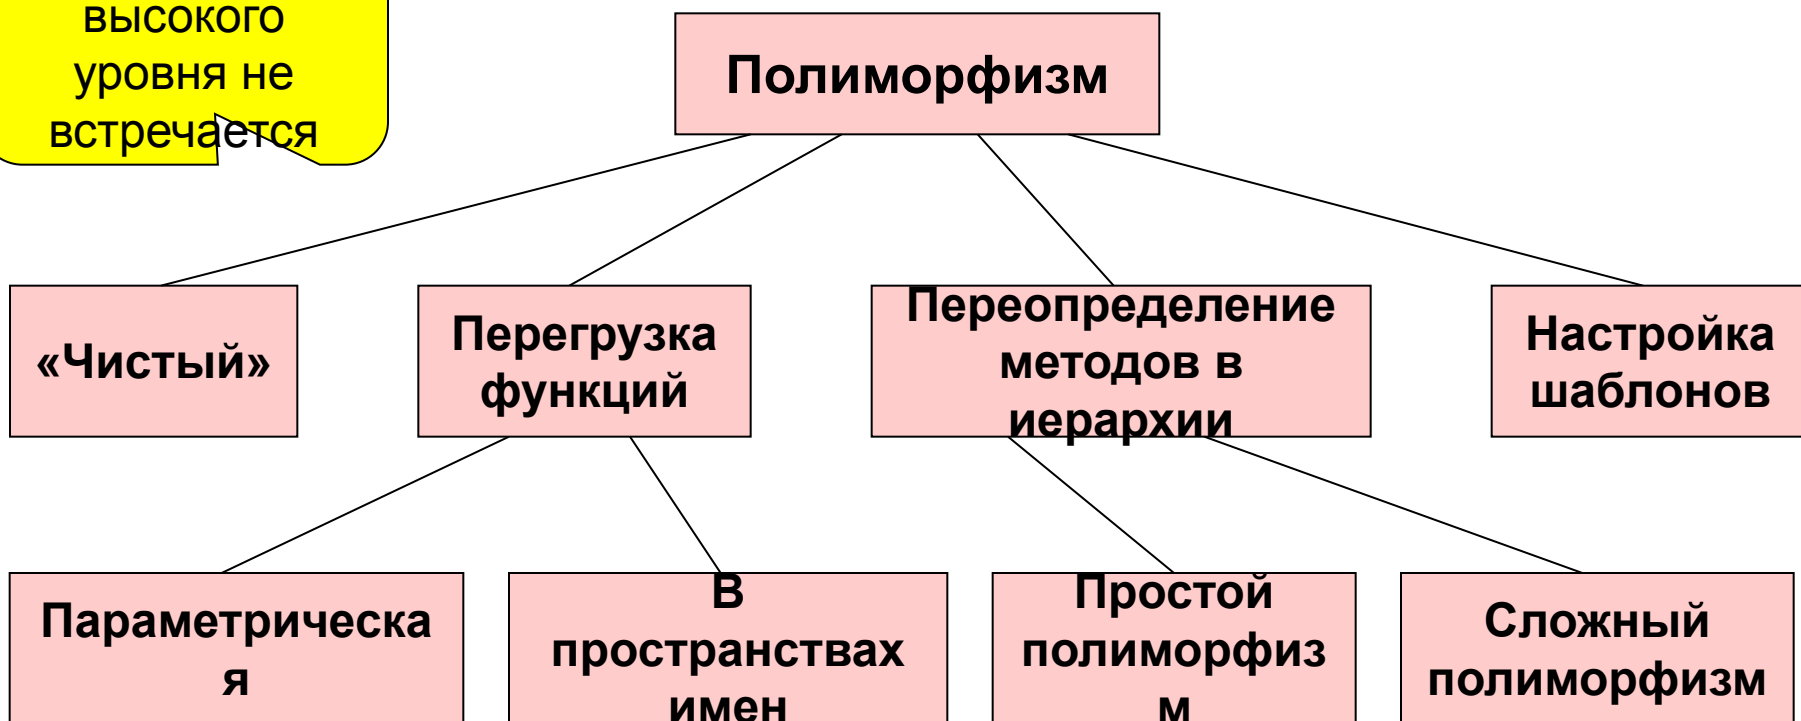 высокого
уровня не
встречается
Полиморфизм
«Чистый»
Перегрузка
функций
Переопределение
методов в
иерархии
Настройка
шаблонов
Параметрическа
я
В
пространствах
имен
Простой
полиморфиз
м
Сложный
полиморфизм